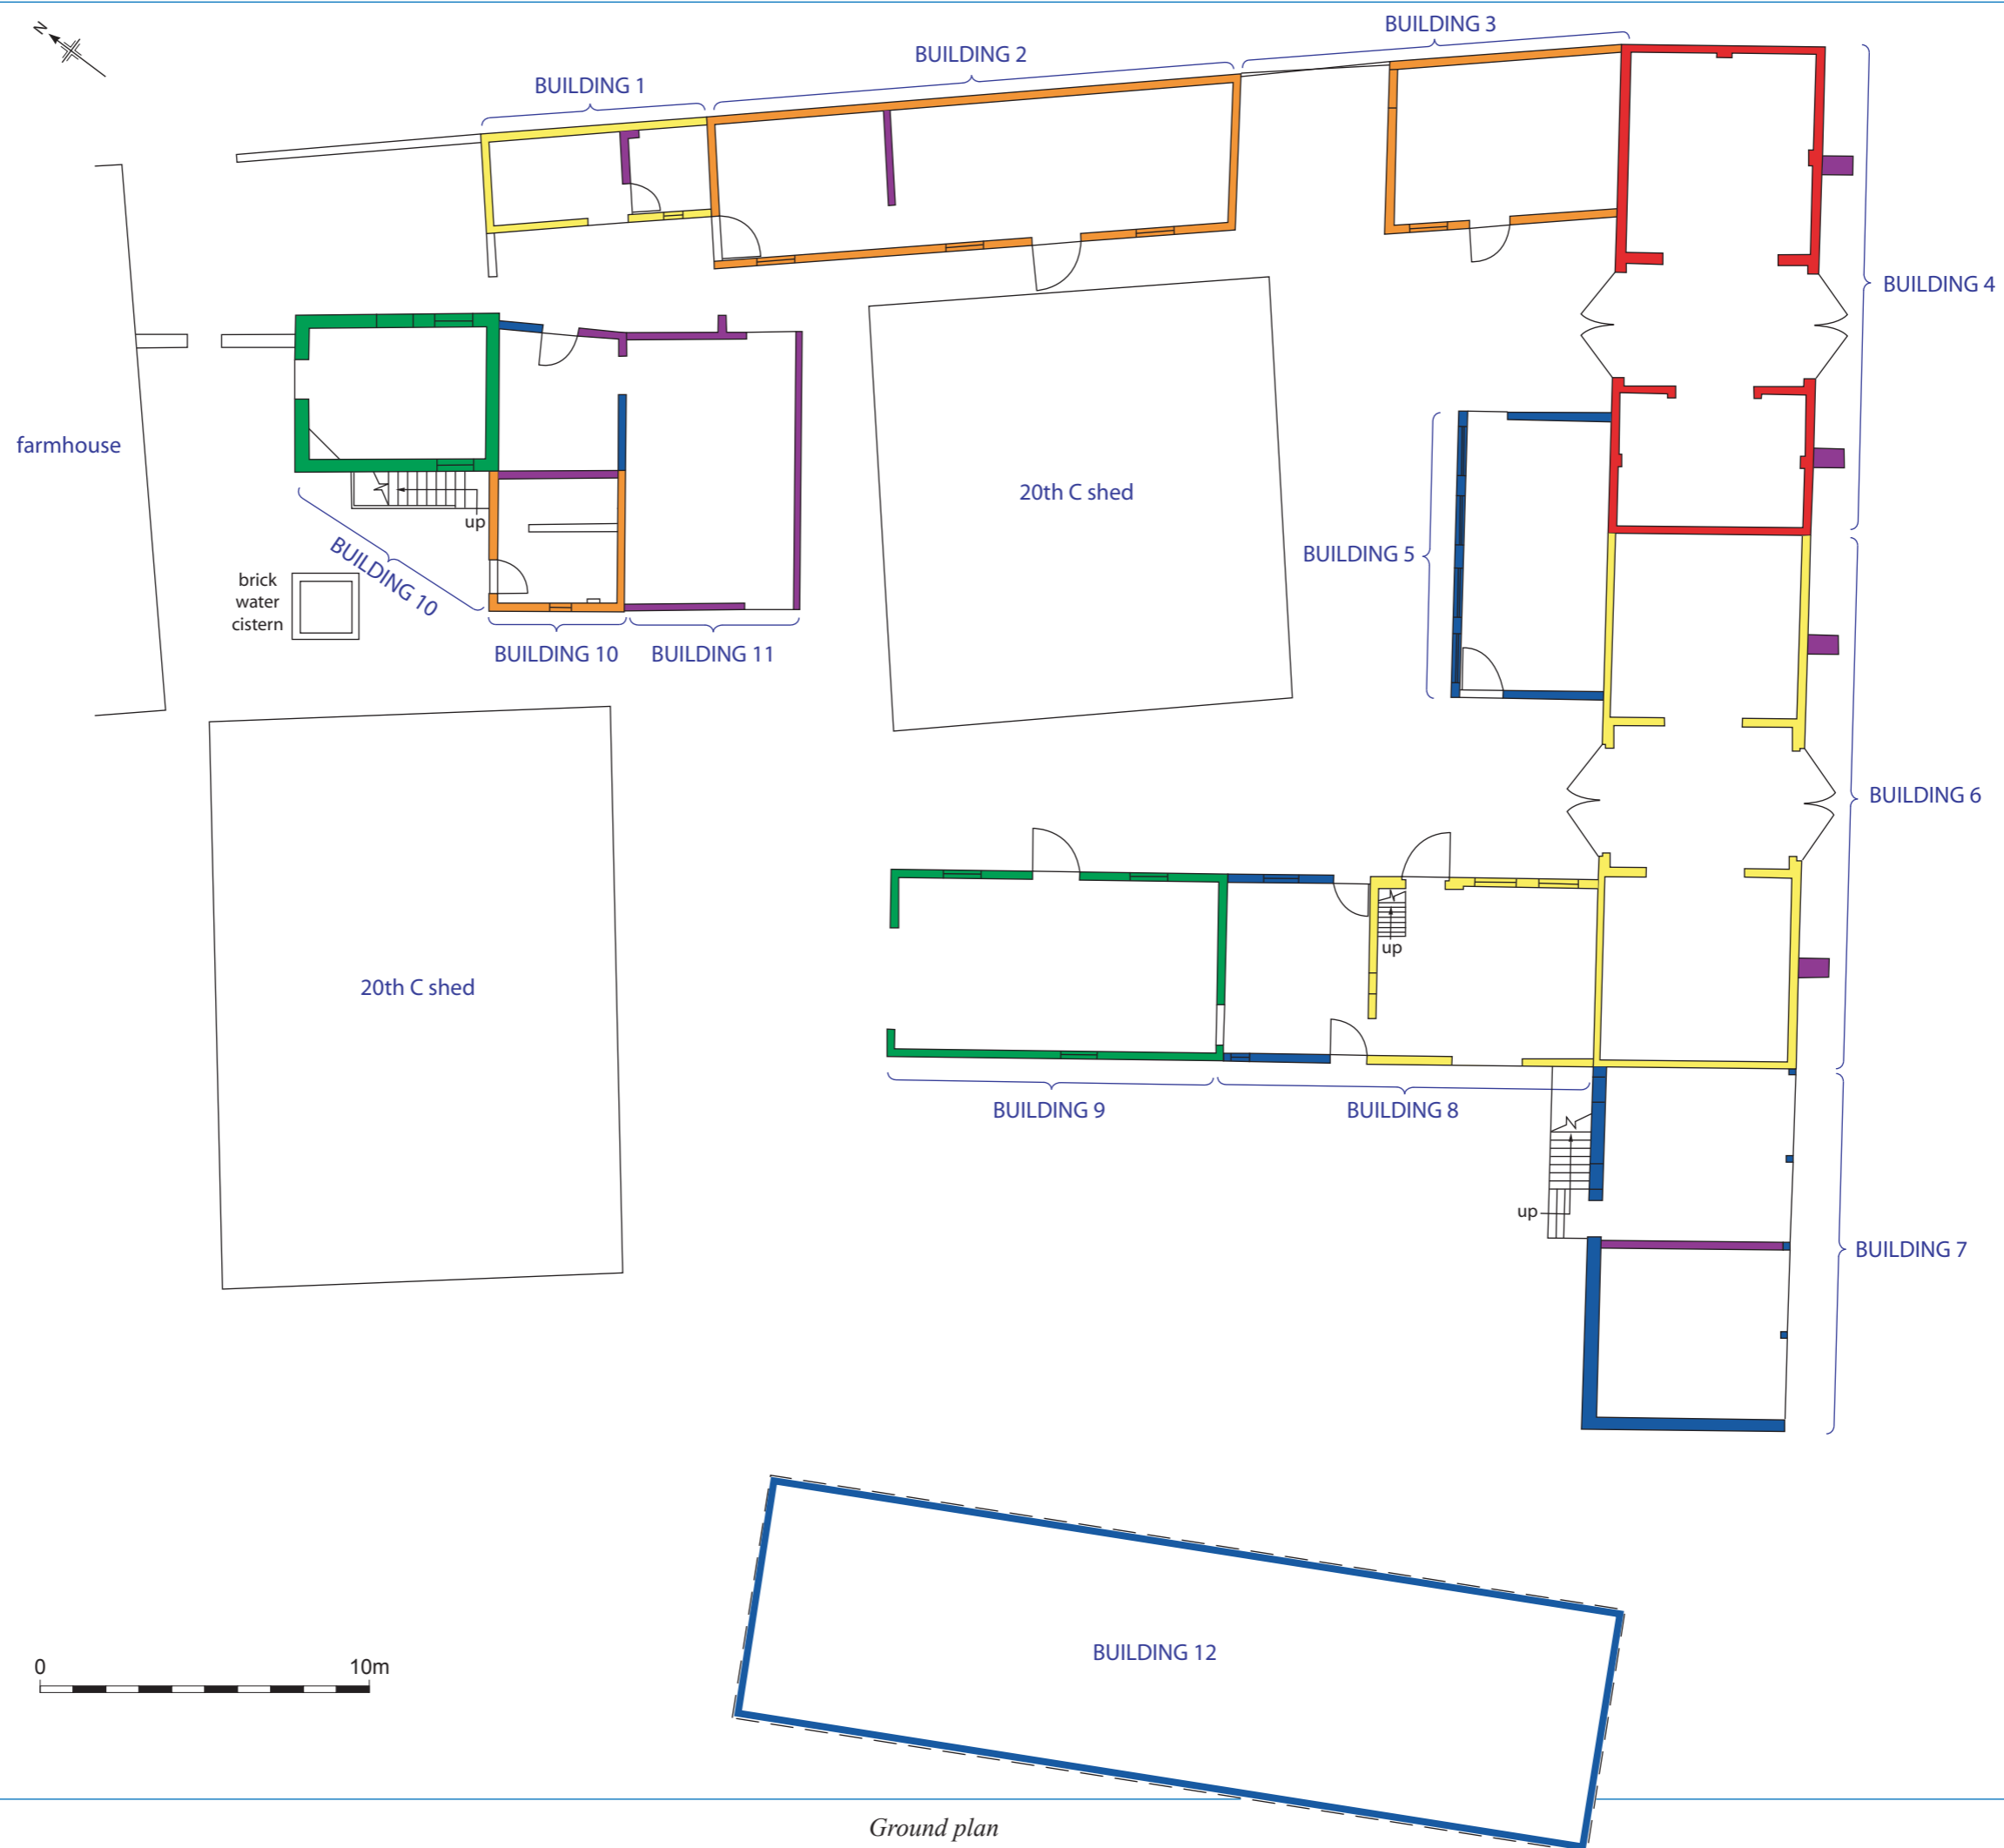 N
BUILDING 3
BUILDING 2
BUILDING 1
BUILDING 4
farmhouse
20th C shed
up
BUILDING 5
BUILDING 10
brick
water
cistern
BUILDING 10
BUILDING 11
BUILDING 6
up
20th C shed
BUILDING 9
BUILDING 8
up
BUILDING 7
BUILDING 12
0
10m
Ground plan